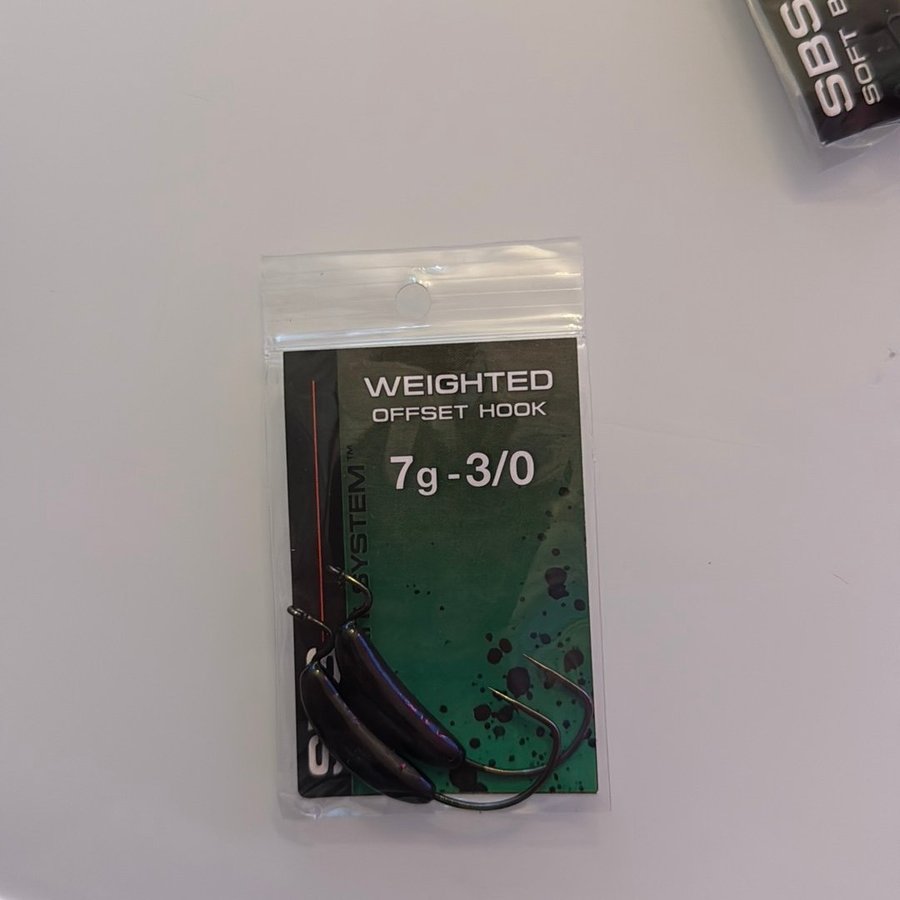 SBS
SOFT
WEIGHTED
OFFSET HOOK
7g - 3/0
SYSTEM™